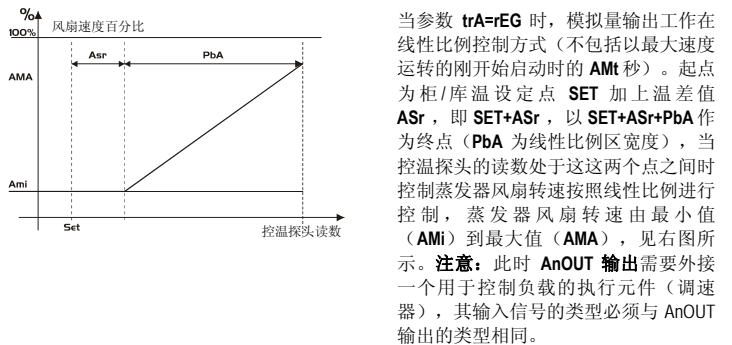 %
风扇速度百分比
100%
Asr
PbA
AMA
Ami
Set
控温探头读数
当参数 trA=rEG 时，模拟量输出工作在
线性比例控制方式（不包括以最大速度
运转的刚开始启动时的 AMt 秒）。起点
为柜/库温设定点 SET 加上温差值
ASr ，即 SET+ASr ，以 SET+ASr+PbA 作
为终点（PbA 为线性比例区宽度），当
控温探头的读数处于这这两个点之间时
控制蒸发器风扇转速按照线性比例进行
控制，蒸发器风扇转速由最小值
（AMi）到最大值（AMA），见右图所
示。注意：此时 AnOUT 输出需要外接
一个用于控制负载的执行元件（调速
器），其输入信号的类型必须与 AnOUT
输出的类型相同。